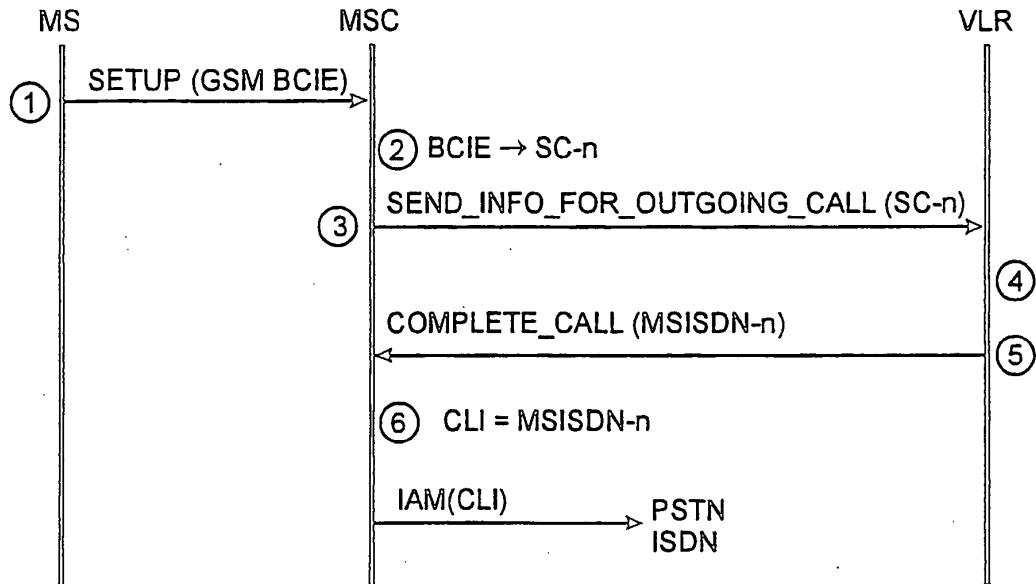 MS MSC VLR
SETUP (GSM BCIE)
1
2 BCIE → SC-n
SEND_INFO_FOR_OUTGOING_CALL (SC-n)
3
4
COMPLETE_CALL (MSISDN-n)
5
6 CLI = MSISDN-n
IAM(CLI)
PSTN
ISDN